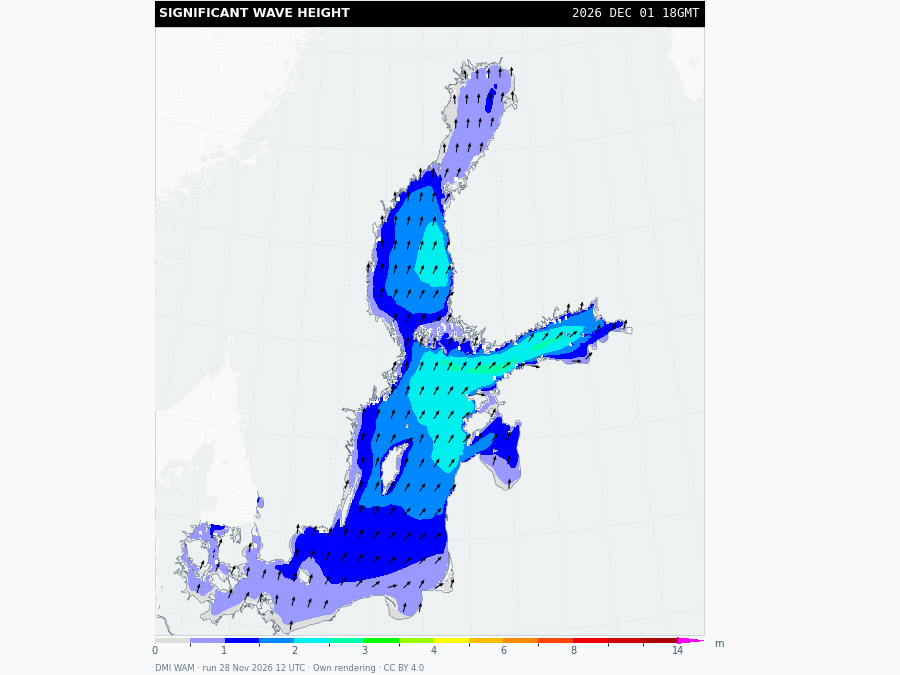 SIGNIFICANT WAVE HEIGHT 2026 DEC 01 18GMT
0 1 2 3 4 6 8 14 m
DMI WAM · run 28 Nov 2026 12 UTC · Own rendering · CC BY 4.0